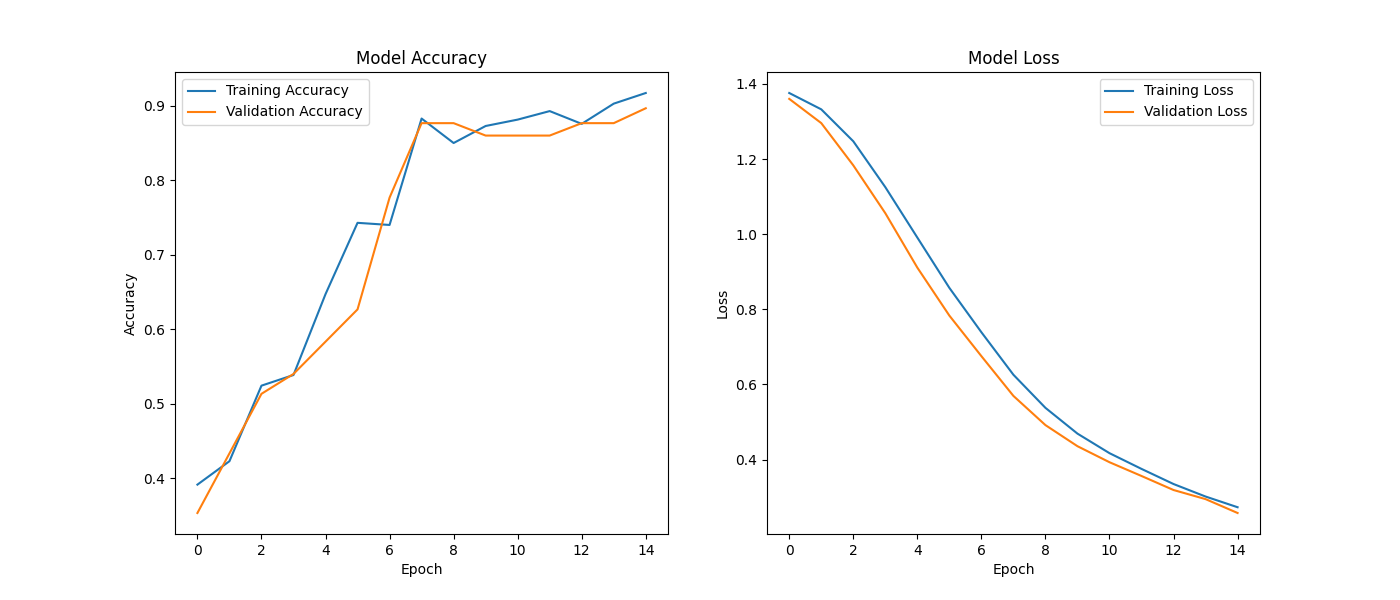 Model Accuracy
Training Accuracy
Validation Accuracy
0.9
0.8
0.7
0.6
0.5
0.4
Accuracy
0 2 4 6 8 10 12 14
Epoch
Model Loss
Training Loss
Validation Loss
1.4
1.2
1.0
0.8
0.6
0.4
Loss
0 2 4 6 8 10 12 14
Epoch